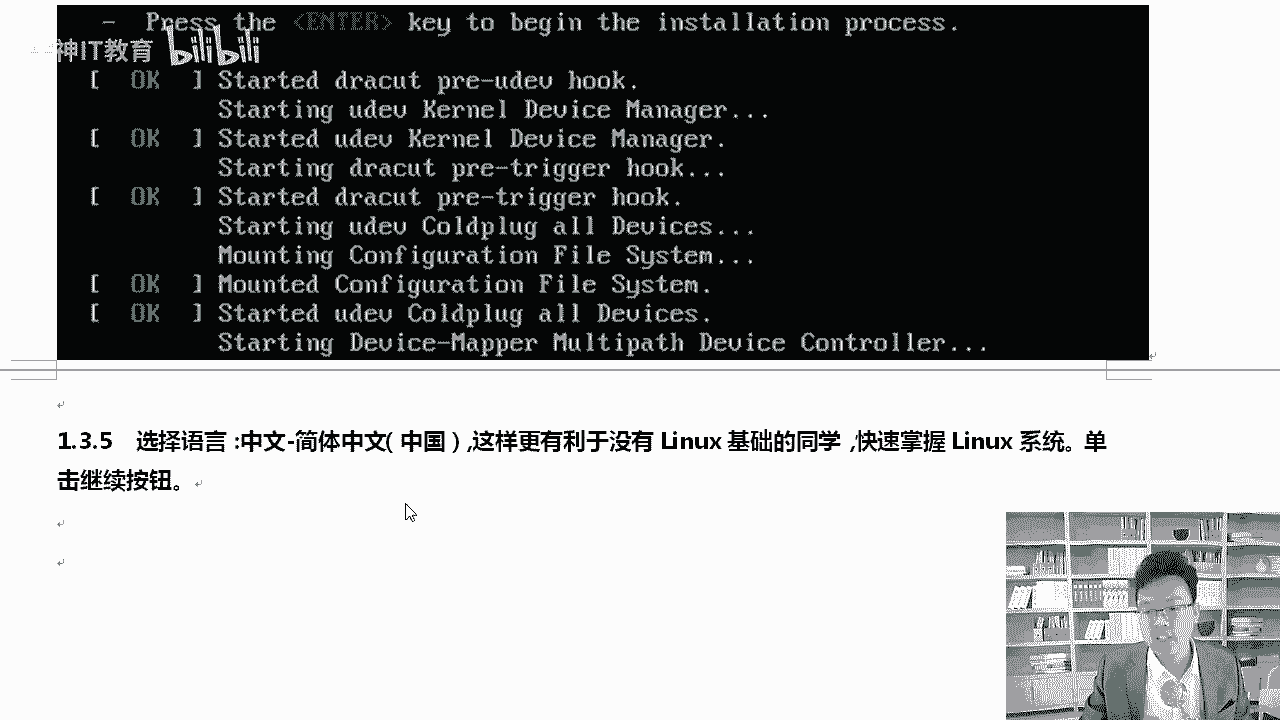 - Press the <ENTER> key to begin the installation process.
神IT教育 bilibili
[ OK ] Started dracut pre-udev hook.
Starting udev Kernel Device Manager...
[ OK ] Started udev Kernel Device Manager.
Starting dracut pre-trigger hook...
[ OK ] Started dracut pre-trigger hook.
Starting udev Coldplug all Devices...
Mounting Configuration File System...
[ OK ] Mounted Configuration File System.
[ OK ] Started udev Coldplug all Devices.
Starting Device-Mapper Multipath Device Controller...
1.3.5 选择语言 :中文-简体中文( 中国 ) ,这样更有利于没有 Linux 基础的同学 ,快速掌握 Linux 系统。单
击继续按钮。